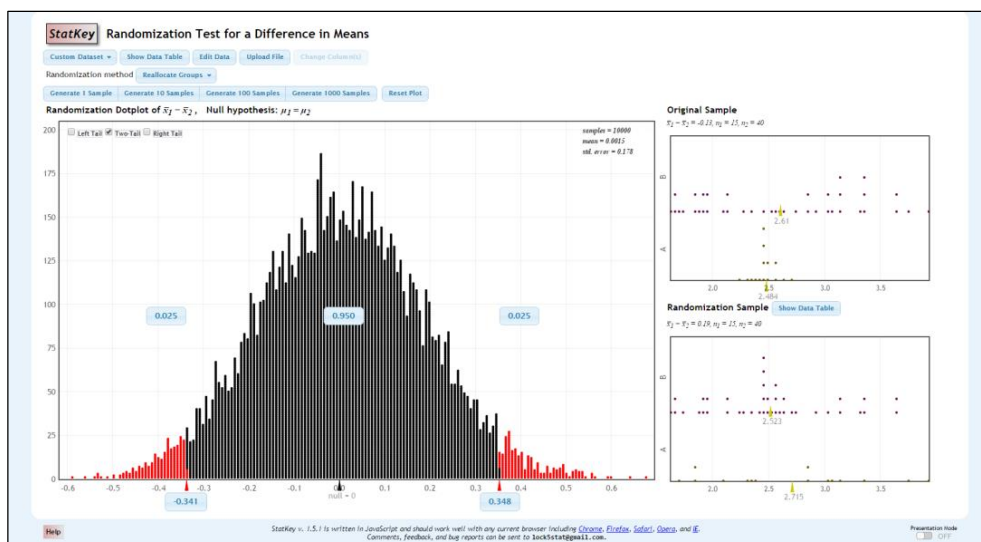 StatKey Randomization Test for a Difference in Means
Custom Dataset Show Data Table Edit Data Upload File Change Column(s)
Randomization method Reallocate Groups
Generate 1 Sample Generate 10 Samples Generate 100 Samples Generate 1000 Samples Reset Plot
Randomization Dotplot of x̄₁ − x̄₂ , Null hypothesis: μ₁ = μ₂
Left Tail Two-Tail Right Tail
samples = 10000
mean = 0.0015
std. error = 0.178
200
175
150
125
100
75
50
25
0
0.025 0.950 0.025
-0.6 -0.5 -0.4 -0.3 -0.2 -0.1 0.0 0.1 0.2 0.3 0.4 0.5 0.6
null = 0
-0.341 0.348
Original Sample
x̄₁ − x̄₂ = -0.13, n₁ = 15, n₂ = 40
B
2.61
A
2.0 2.5 3.0 3.5
2.484
Randomization Sample Show Data Table
x̄₁ − x̄₂ = 0.19, n₁ = 15, n₂ = 40
B
2.523
A
2.0 2.5 3.0 3.5
2.715
Help
StatKey v. 1.5.1 is written in JavaScript and should work well with any current browser including Chrome, Firefox, Safari, Opera, and IE.
Comments, feedback, and bug reports can be sent to lock5stat@gmail.com.
Presentation Mode
OFF